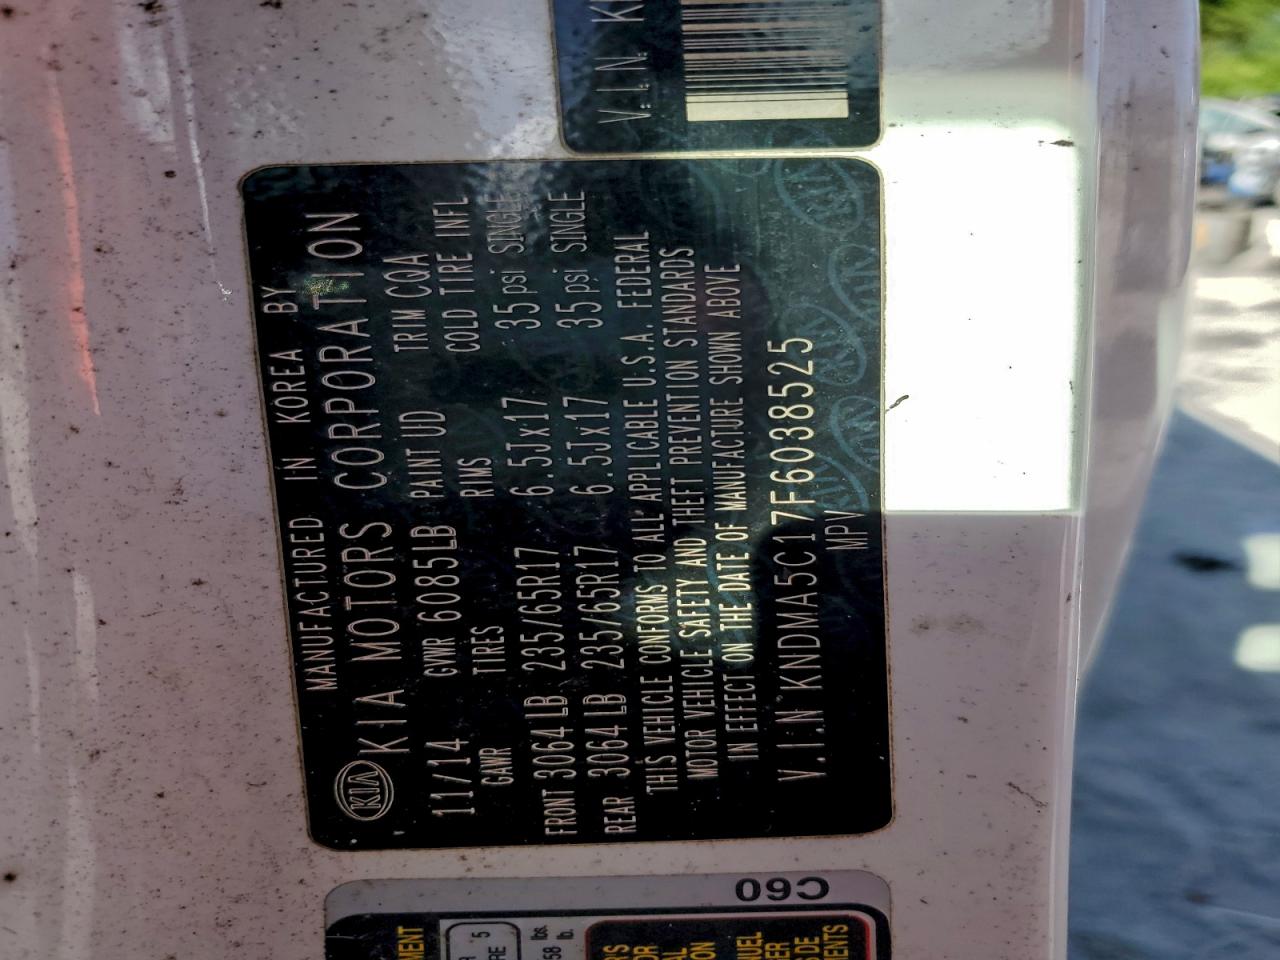 MANUFACTURED IN KOREA BY
KIA KIA MOTORS CORPORATION
11/14 GVWR 6085LB PAINT UD TRIM CQA
GAWR TIRES RIMS COLD TIRE INFL
FRONT 3064LB 235/65R17 6.5Jx17 35psi SINGLE
REAR 3064LB 235/65R17 6.5Jx17 35psi SINGLE
THIS VEHICLE CONFORMS TO ALL APPLICABLE U.S.A. FEDERAL
MOTOR VEHICLE SAFETY AND THEFT PREVENTION STANDARDS
IN EFFECT ON THE DATE OF MANUFACTURE SHOWN ABOVE
V.I.N KNDMA5C17F6038525
MPV
V.I.N.
C60
5